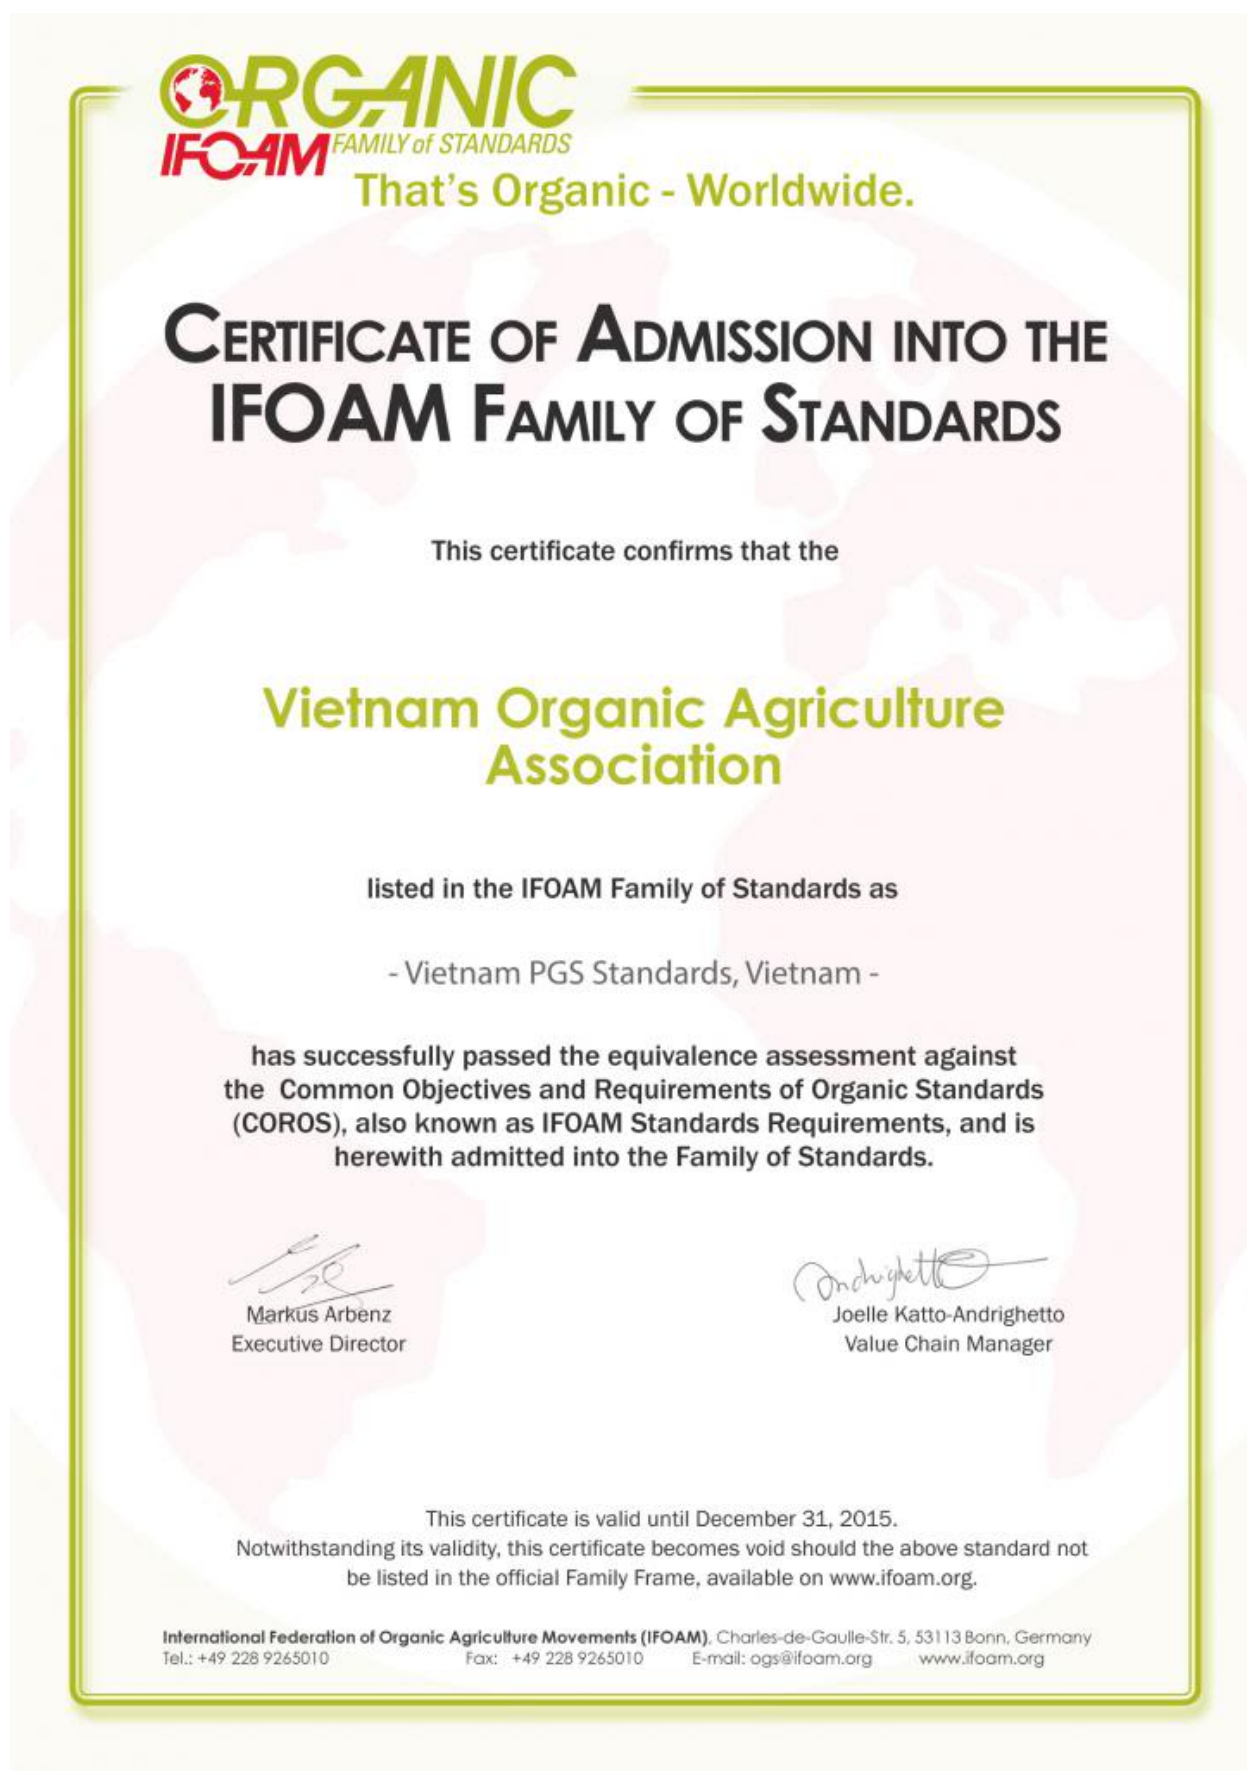 ORGANIC
IFOAM FAMILY of STANDARDS
That's Organic - Worldwide.
CERTIFICATE OF ADMISSION INTO THE
IFOAM FAMILY OF STANDARDS
This certificate confirms that the
Vietnam Organic Agriculture
Association
listed in the IFOAM Family of Standards as
- Vietnam PGS Standards, Vietnam -
has successfully passed the equivalence assessment against
the Common Objectives and Requirements of Organic Standards
(COROS), also known as IFOAM Standards Requirements, and is
herewith admitted into the Family of Standards.
Andrighetto
Markus Arbenz Joelle Katto-Andrighetto
Executive Director Value Chain Manager
This certificate is valid until December 31, 2015.
Notwithstanding its validity, this certificate becomes void should the above standard not
be listed in the official Family Frame, available on www.ifoam.org.
International Federation of Organic Agriculture Movements (IFOAM), Charles-de-Gaulle-Str. 5, 53113 Bonn, Germany
Tel.: +49 228 9265010 Fax: +49 228 9265010 E-mail: ogs@ifoam.org www.ifoam.org